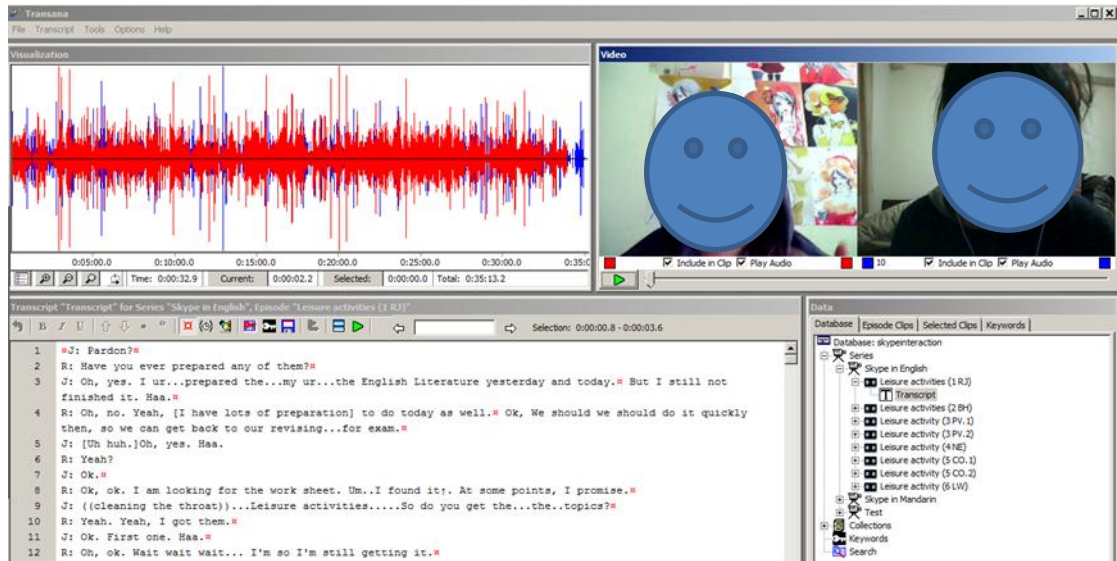 Transana
File Transcript Tools Options Help
Visualization
0:05:00.0 0:10:00.0 0:15:00.0 0:20:00.0 0:25:00.0 0:30:00.0 0:35:0
Time: 0:00:32.9 Current: 0:00:02.2 Selected: 0:00:00.0 Total: 0:35:13.2
Video
Include in Clip Play Audio 10 Include in Clip Play Audio
Transcript "Transcript" for Series "Skype in English", Episode "Leisure activities (1 RJ)"
B I U Selection: 0:00:00.8 - 0:00:03.6
1 ¤J: Pardon?¤
2 R: Have you ever prepared any of them?¤
3 J: Oh, yes. I ur...prepared the...my ur...the English Literature yesterday and today.¤ But I still not
finished it. Haa.¤
4 R: Oh, no. Yeah, [I have lots of preparation] to do today as well.¤ Ok, We should we should do it quickly
then, so we can get back to our revising...for exam.¤
5 J: [Uh huh.]Oh, yes. Haa.
6 R: Yeah?
7 J: Ok.¤
8 R: Ok, ok. I am looking for the work sheet. Um..I found it↑. At some points, I promise.¤
9 J: ((cleaning the throat))...Leisure activities.....So do you get the...the..topics?¤
10 R: Yeah. Yeah, I got them.¤
11 J: Ok. First one. Haa.¤
12 R: Oh, ok. Wait wait wait... I'm so I'm still getting it.¤
Data
Database Episode Clips Selected Clips Keywords
Database: skypeinteraction
Series
Skype in English
Leisure activities (1 RJ)
Transcript
Leisure activities (2 BH)
Leisure activity (3 PV.1)
Leisure activity (3 PV.2)
Leisure activity (4 NE)
Leisure activity (5 CO.1)
Leisure activity (5 CO.2)
Leisure activity (6 LW)
Skype in Mandarin
Test
Collections
Keywords
Search